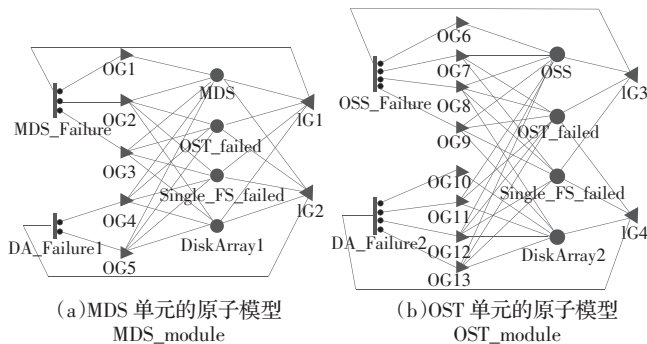 OG1
MDS
MDS_Failure
OG2
IG1
OST_failed
OG3
Single_FS_failed
OG4
IG2
DA_Failure1
DiskArray1
OG5
(a)MDS 单元的原子模型
MDS_module
OG6
OG7
OSS
OSS_Failure
OG8
IG3
OST_failed
OG9
OG10
Single_FS_failed
OG11
IG4
DA_Failure2
OG12
DiskArray2
OG13
(b)OST 单元的原子模型
OST_module